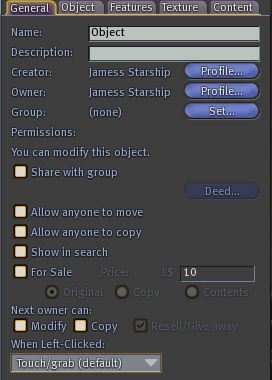 General Object Features Texture Content
Name: Object
Description:
Creator: Jamess Starship Profile...
Owner: Jamess Starship Profile...
Group: (none) Set...
Permissions:
You can modify this object.
Share with group
Deed...
Allow anyone to move
Allow anyone to copy
Show in search
For Sale Price: L$ 10
Original Copy Contents
Next owner can:
Modify Copy Resell/Give away
When Left-Clicked:
Touch/grab (default)